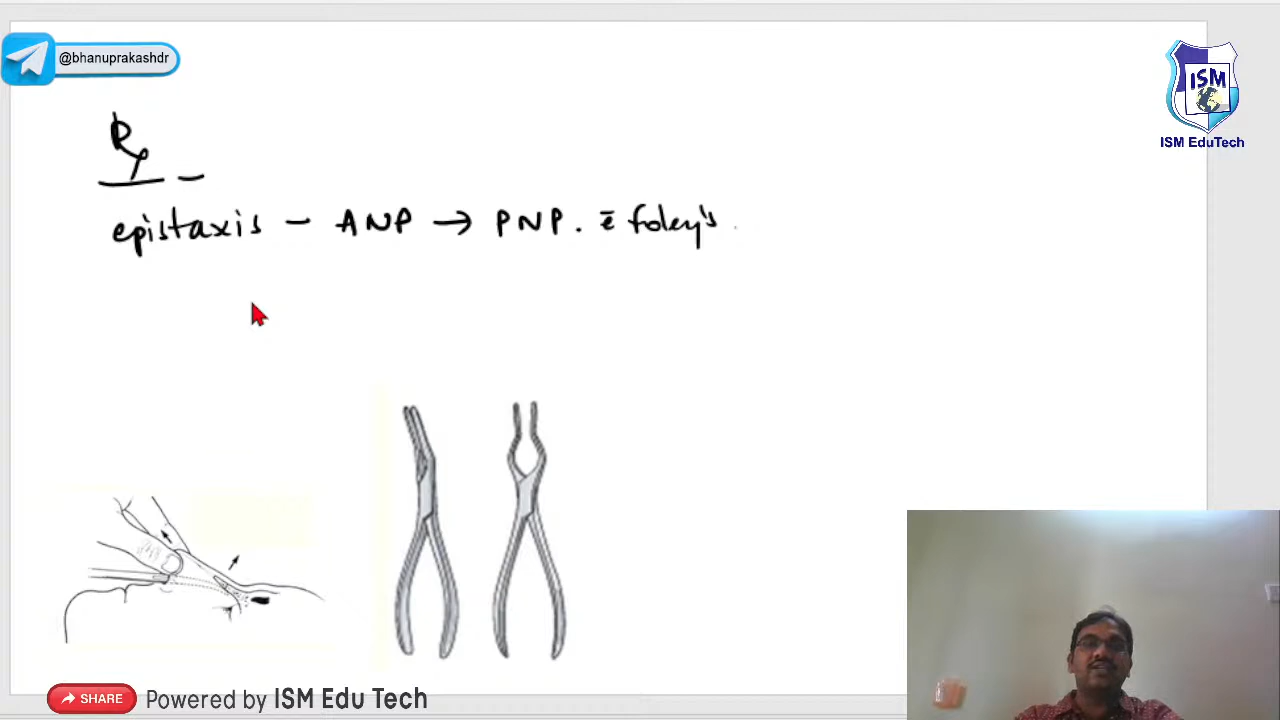 @bhanuprakashdr
ISM
ISM EduTech
Rx -
epistaxis - ANP → PNP. c̄ foley's
SHARE Powered by ISM Edu Tech